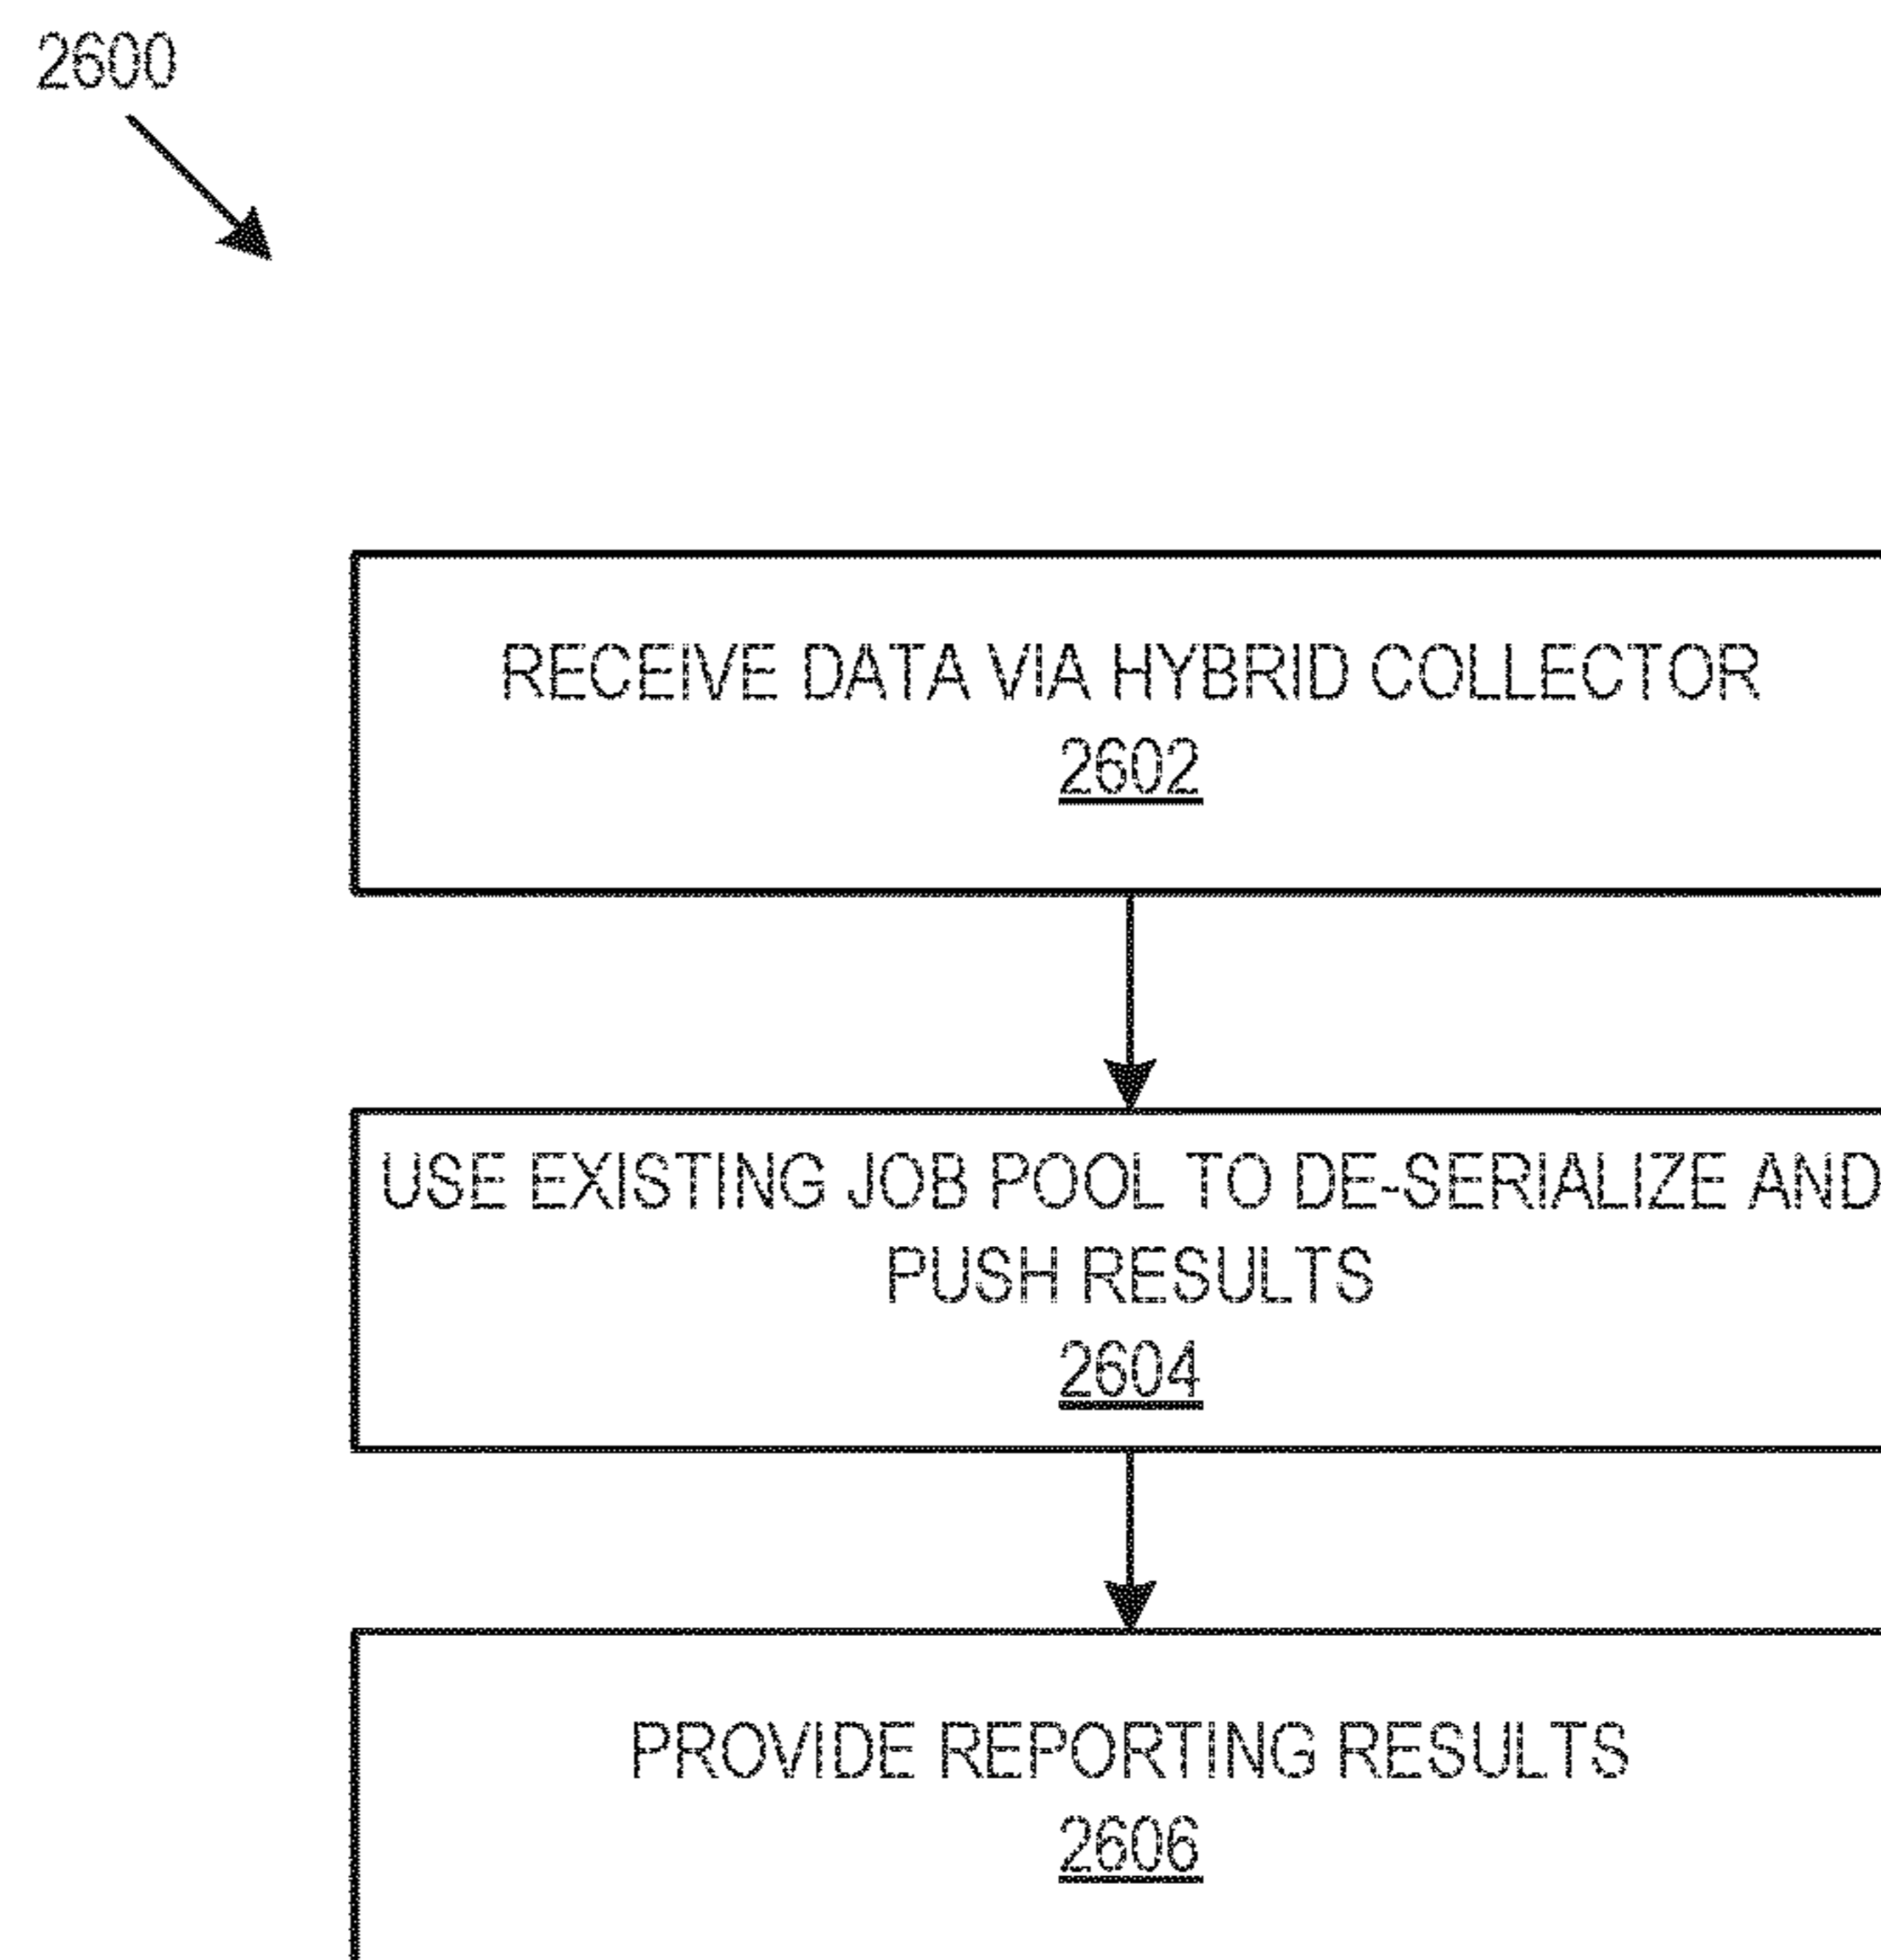 2600
RECEIVE DATA VIA HYBRID COLLECTOR
2602
USE EXISTING JOB POOL TO DE-SERIALIZE AND
PUSH RESULTS
2604
PROVIDE REPORTING RESULTS
2606